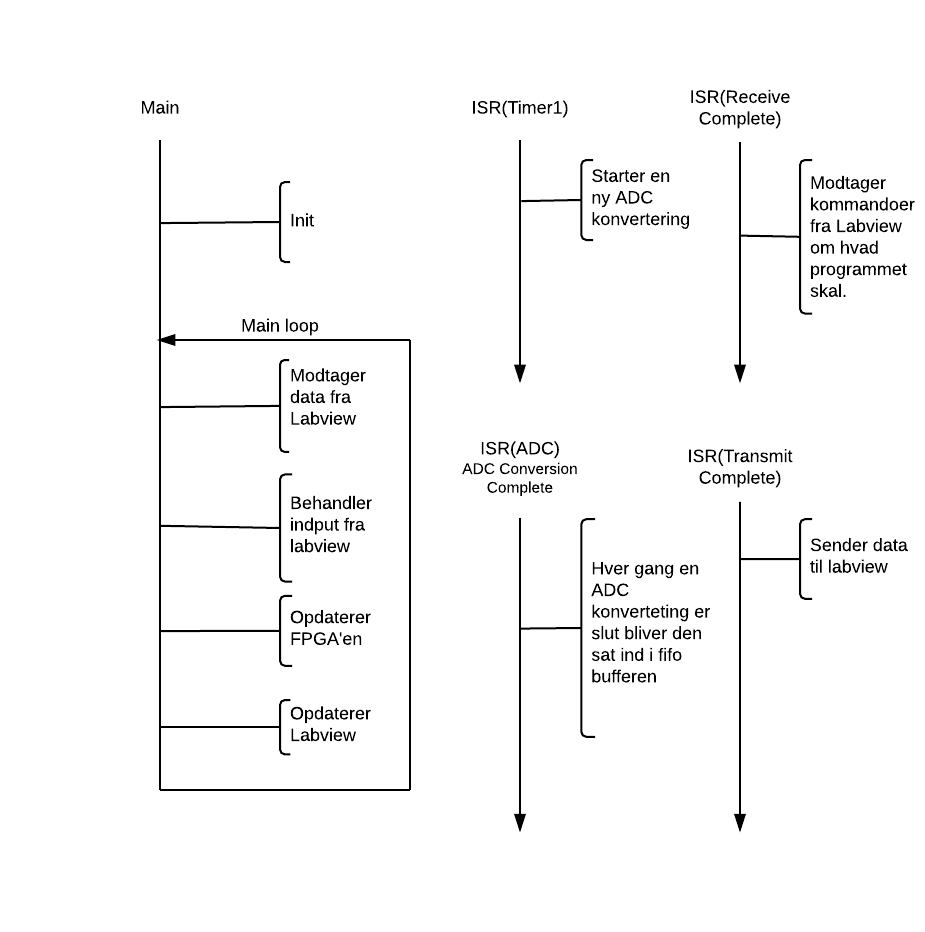 Main
Init
Main loop
Modtager
data fra
Labview
Behandler
indput fra
labview
Opdaterer
FPGA'en
Opdaterer
Labview
ISR(Timer1)
Starter en
ny ADC
konvertering
ISR(Receive
Complete)
Modtager
kommandoer
fra Labview
om hvad
programmet
skal.
ISR(ADC)
ADC Conversion
Complete
Hver gang en
ADC
konverteting er
slut bliver den
sat ind i fifo
bufferen
ISR(Transmit
Complete)
Sender data
til labview